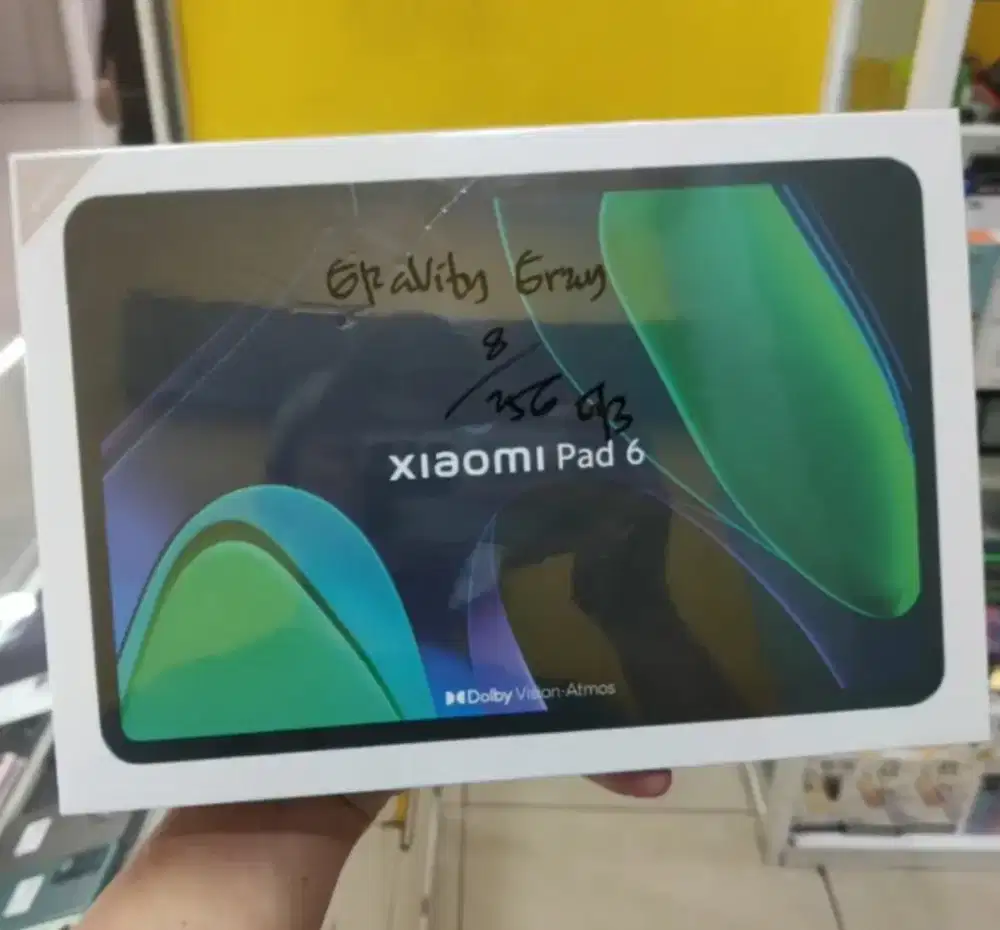 Gravity Gray
8/256 GB
xiaomi Pad 6
Dolby Vision·Atmos